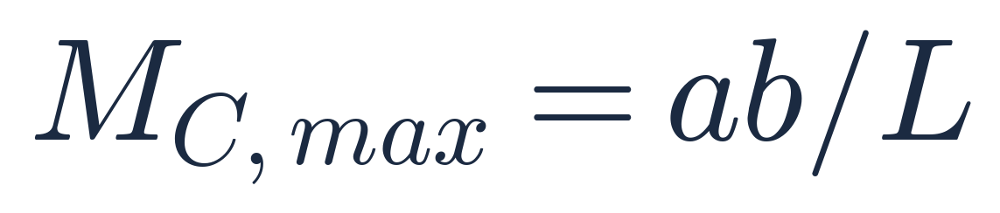 M_{C, max} = ab/L